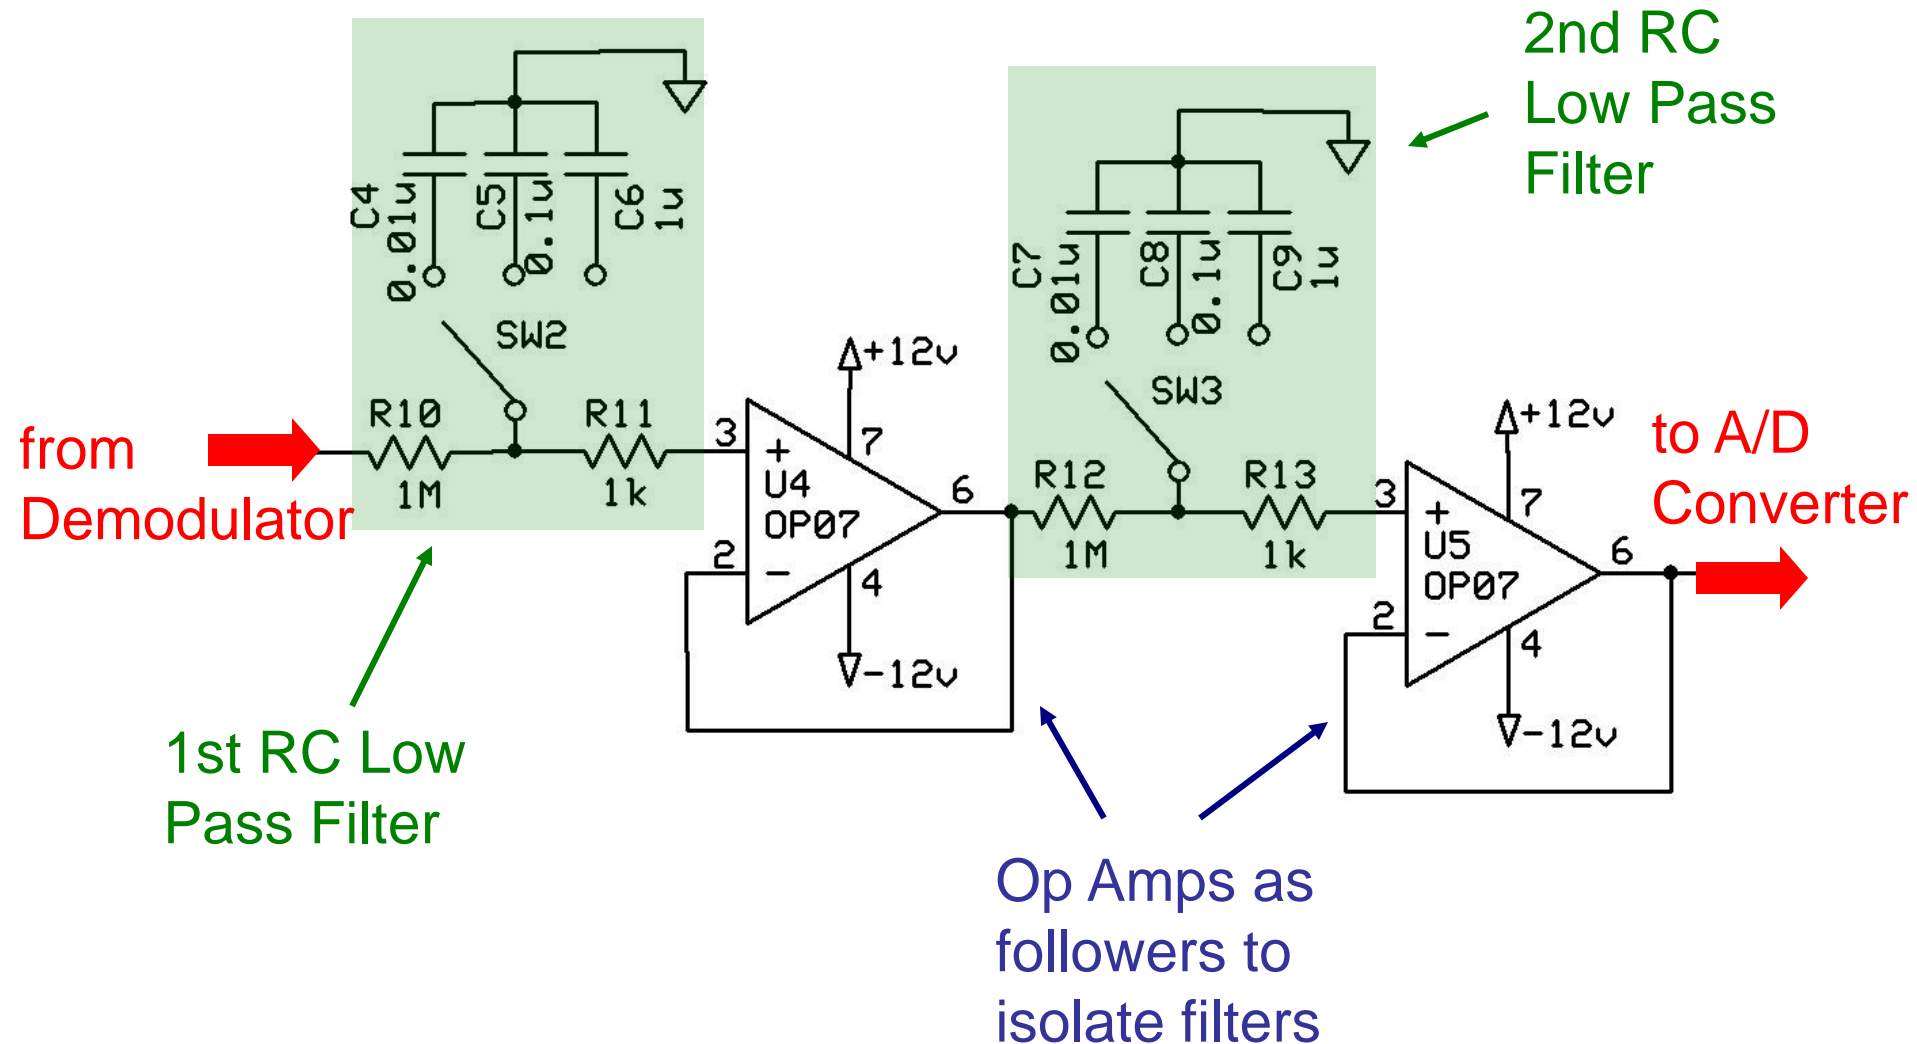 2nd RC
Low Pass
Filter
C4
0.01u
C5
0.1u
C6
1u
SW2
R10
1M
R11
1k
from
Demodulator
3
2
+
-
U4
OP07
7
+12v
4
-12v
6
1st RC Low
Pass Filter
C7
0.01u
C8
0.1u
C9
1u
SW3
R12
1M
R13
1k
3
2
+
-
U5
OP07
7
+12v
4
-12v
6
to A/D
Converter
Op Amps as
followers to
isolate filters